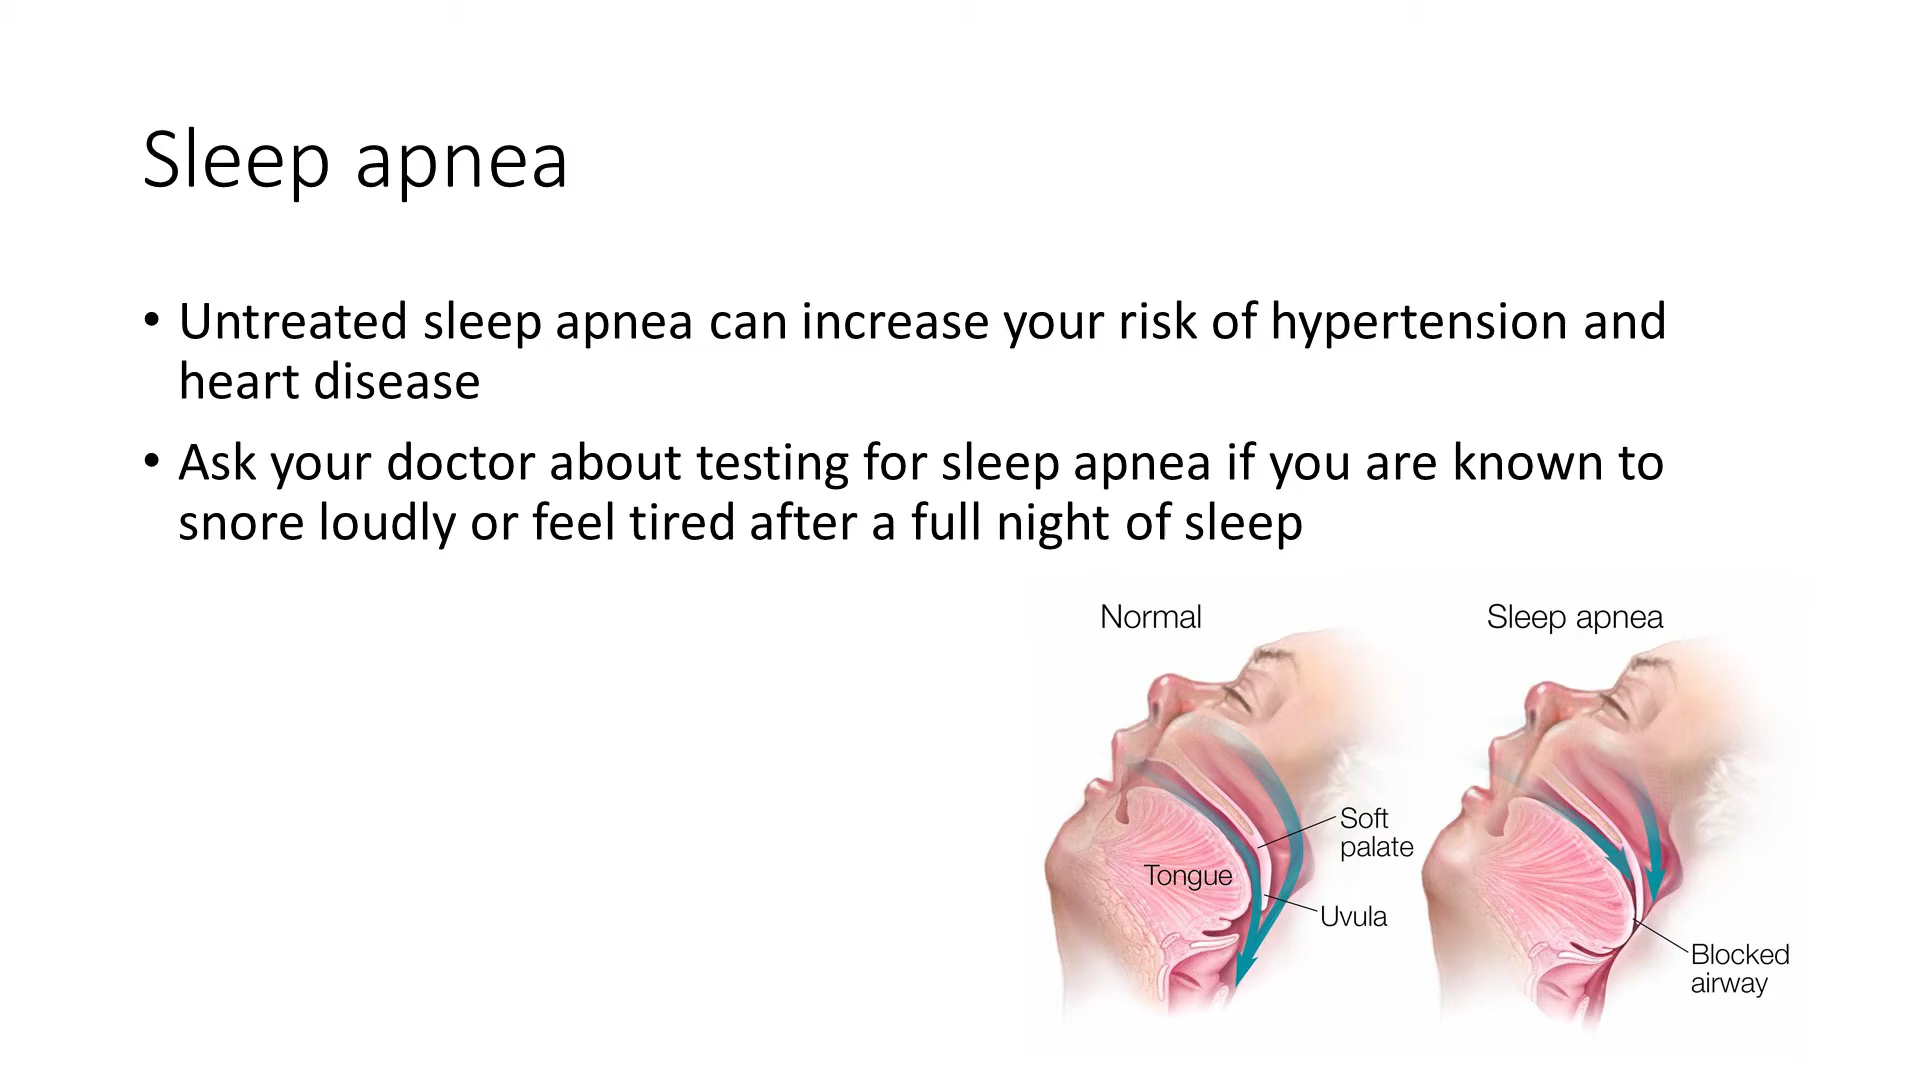 Sleep apnea
• Untreated sleep apnea can increase your risk of hypertension and
heart disease
• Ask your doctor about testing for sleep apnea if you are known to
snore loudly or feel tired after a full night of sleep
Normal
Sleep apnea
Soft
palate
Tongue
Uvula
Blocked
airway